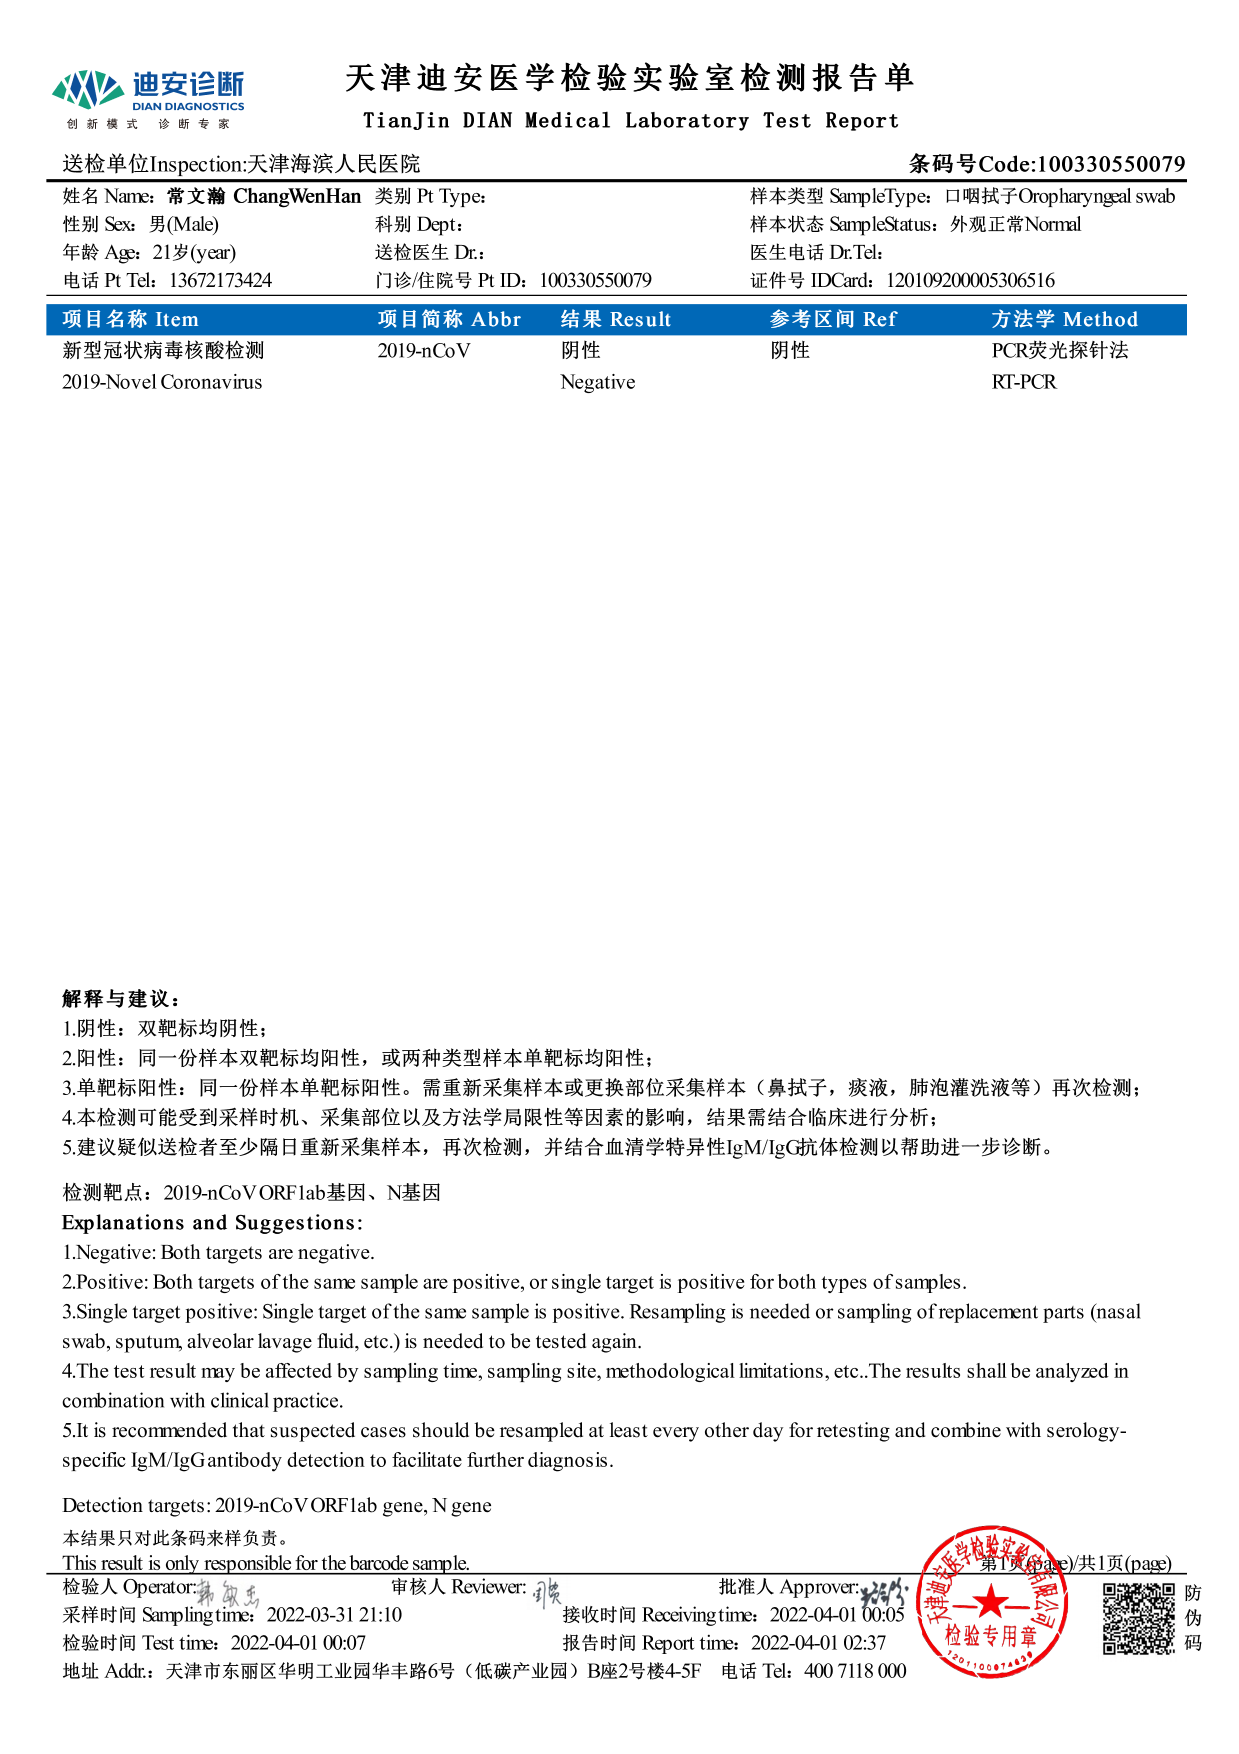 迪安诊断
DIAN DIAGNOSTICS
创新模式 诊断专家
天津迪安医学检验实验室检测报告单
TianJin DIAN Medical Laboratory Test Report
送检单位Inspection:天津海滨人民医院 条码号Code:100330550079
姓名 Name：常文瀚 ChangWenHan 类别 Pt Type： 样本类型 SampleType：口咽拭子Oropharyngeal swab
性别 Sex：男(Male) 科别 Dept： 样本状态 SampleStatus：外观正常Normal
年龄 Age：21岁(year) 送检医生 Dr.： 医生电话 Dr.Tel：
电话 Pt Tel：13672173424 门诊/住院号 Pt ID：100330550079 证件号 IDCard：120109200005306516
项目名称 Item 项目简称 Abbr 结果 Result 参考区间 Ref 方法学 Method
新型冠状病毒核酸检测 2019-nCoV 阴性 阴性 PCR荧光探针法
2019-Novel Coronavirus Negative RT-PCR
解释与建议：
1.阴性：双靶标均阴性；
2.阳性：同一份样本双靶标均阳性，或两种类型样本单靶标均阳性；
3.单靶标阳性：同一份样本单靶标阳性。需重新采集样本或更换部位采集样本（鼻拭子，痰液，肺泡灌洗液等）再次检测；
4.本检测可能受到采样时机、采集部位以及方法学局限性等因素的影响，结果需结合临床进行分析；
5.建议疑似送检者至少隔日重新采集样本，再次检测，并结合血清学特异性IgM/IgG抗体检测以帮助进一步诊断。
检测靶点：2019-nCoV ORF1ab基因、N基因
Explanations and Suggestions:
1.Negative: Both targets are negative.
2.Positive: Both targets of the same sample are positive, or single target is positive for both types of samples.
3.Single target positive: Single target of the same sample is positive. Resampling is needed or sampling of replacement parts (nasal
swab, sputum, alveolar lavage fluid, etc.) is needed to be tested again.
4.The test result may be affected by sampling time, sampling site, methodological limitations, etc..The results shall be analyzed in
combination with clinical practice.
5.It is recommended that suspected cases should be resampled at least every other day for retesting and combine with serology-
specific IgM/IgG antibody detection to facilitate further diagnosis.
Detection targets: 2019-nCoV ORF1ab gene, N gene
本结果只对此条码来样负责。
This result is only responsible for the barcode sample. 第1页(page)/共1页(page)
检验人 Operator: 审核人 Reviewer: 批准人 Approver:
采样时间 Sampling time：2022-03-31 21:10 接收时间 Receiving time：2022-04-01 00:05
检验时间 Test time：2022-04-01 00:07 报告时间 Report time：2022-04-01 02:37
地址 Addr.：天津市东丽区华明工业园华丰路6号（低碳产业园）B座2号楼4-5F 电话 Tel：400 7118 000
天津迪安医学检验实验室有限公司
检验专用章
防伪码